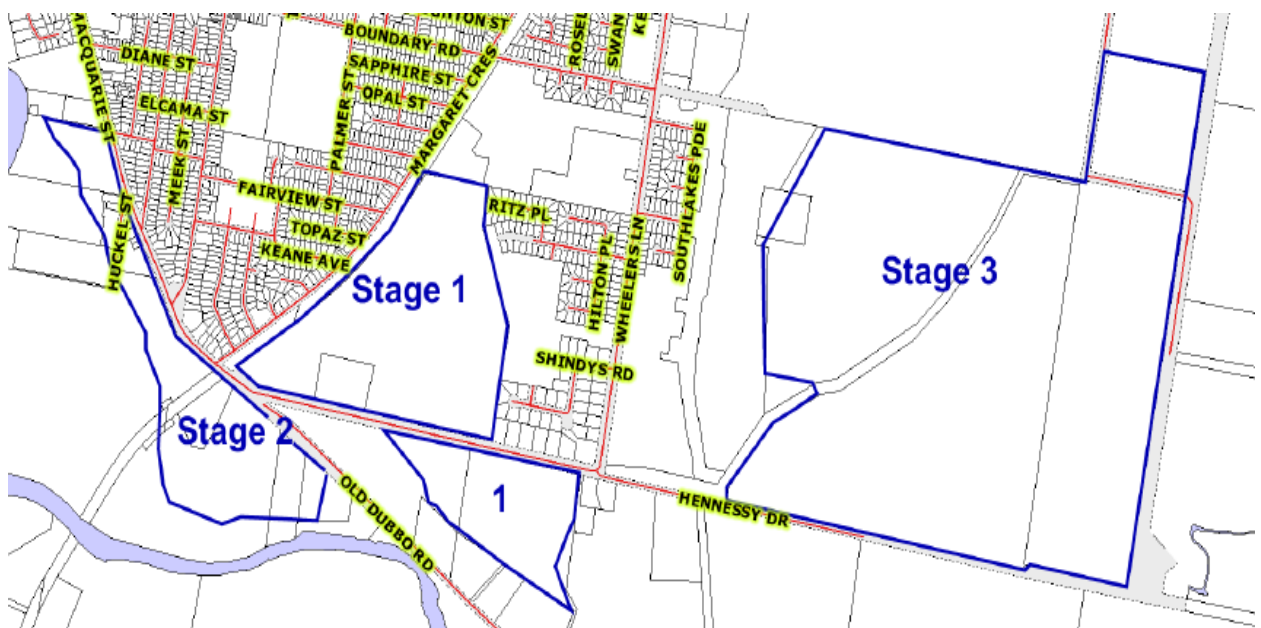 MACQUARIE ST
DIANE ST
ELCAMA ST
MEEK ST
HUCKEL ST
BOUNDARY RD
SAPPHIRE ST
OPAL ST
PALMER ST
MARGARET CRES
FAIRVIEW ST
TOPAZ ST
KEANE AVE
RITZ PL
HILTON PL
WHEELERS LN
SOUTHLAKES PDE
SHINDYS RD
Stage 1
Stage 2
Stage 3
1
OLD DUBBO RD
HENNESSY DR